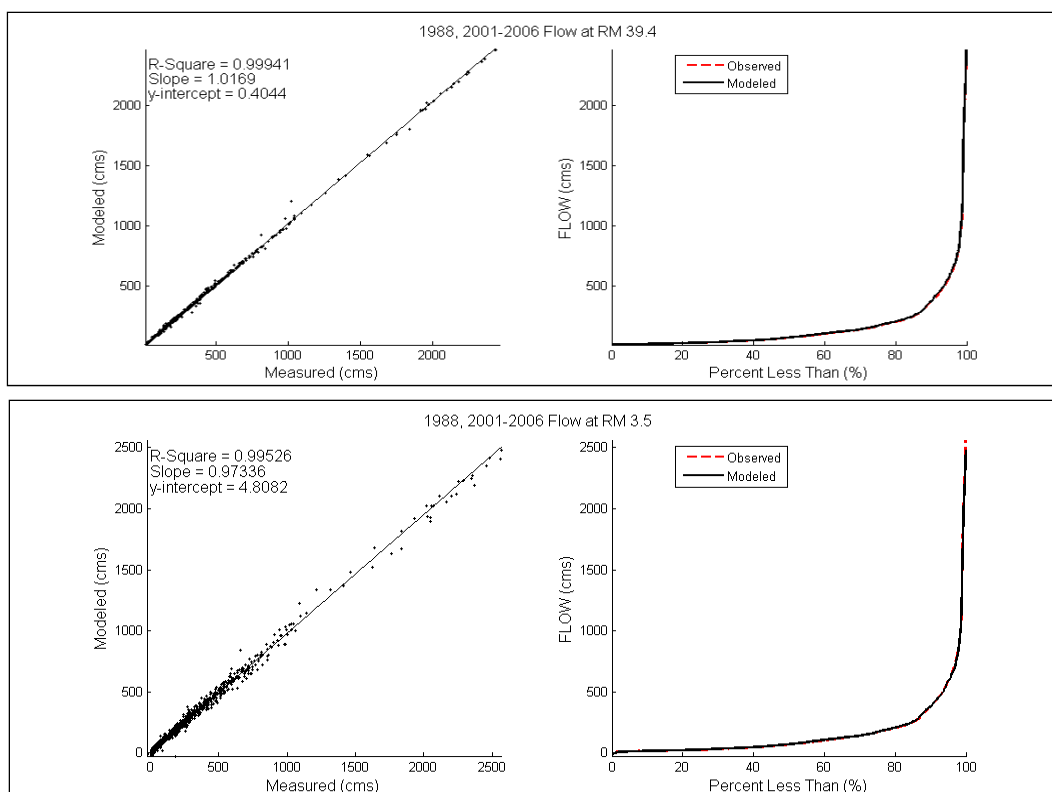 1988, 2001-2006 Flow at RM 39.4
R-Square = 0.99941
Slope = 1.0169
y-intercept = 0.4044
Modeled (cms)
2000
1500
1000
500
500
1000
1500
2000
Measured (cms)
Observed
Modeled
FLOW (cms)
2000
1500
1000
500
0
20
40
60
80
100
Percent Less Than (%)
1988, 2001-2006 Flow at RM 3.5
R-Square = 0.99526
Slope = 0.97336
y-intercept = 4.8082
Modeled (cms)
2500
2000
1500
1000
500
0
0
500
1000
1500
2000
2500
Measured (cms)
Observed
Modeled
FLOW (cms)
2500
2000
1500
1000
500
0
0
20
40
60
80
100
Percent Less Than (%)